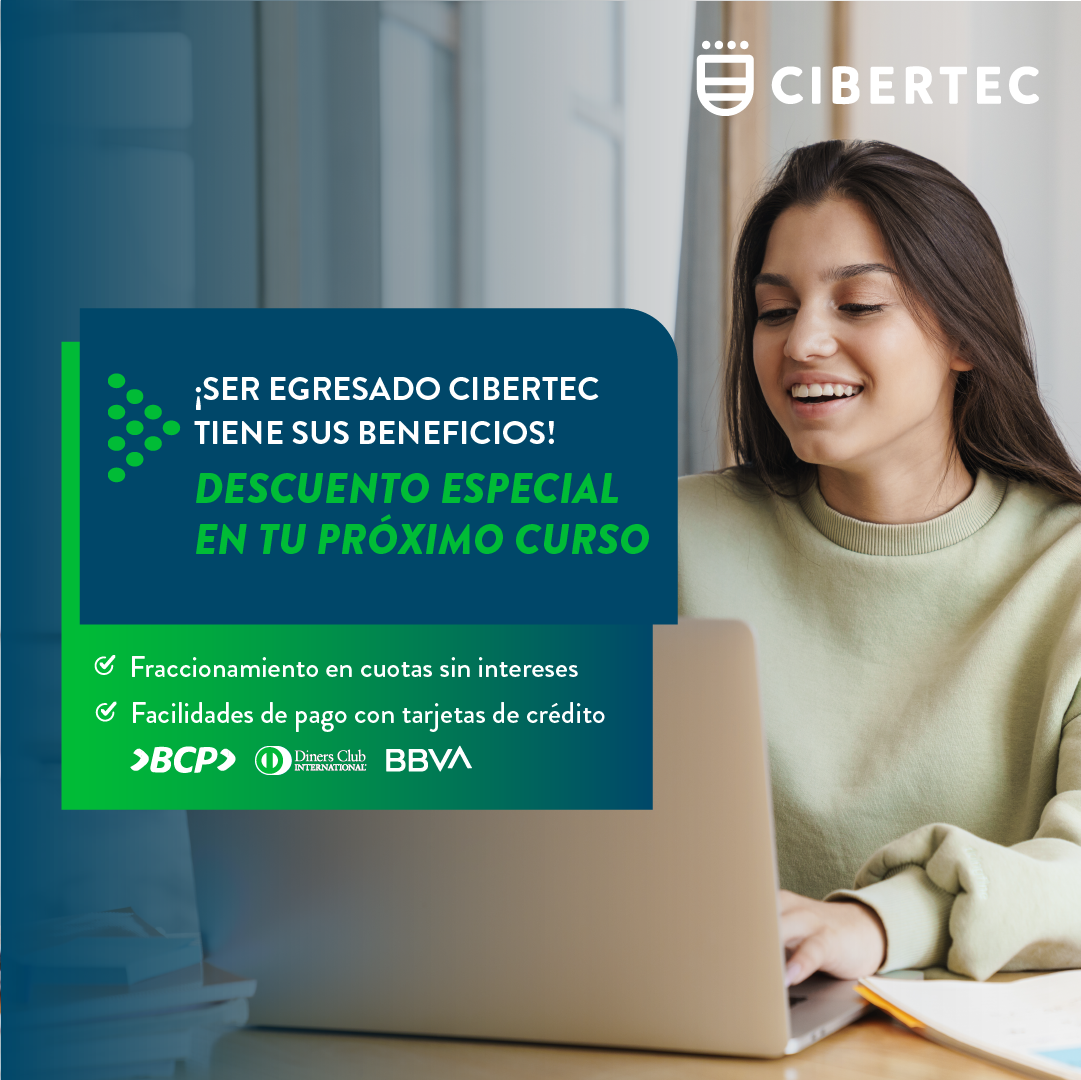 CIBERTEC
¡SER EGRESADO CIBERTEC
TIENE SUS BENEFICIOS!
DESCUENTO ESPECIAL
EN TU PRÓXIMO CURSO
Fraccionamiento en cuotas sin intereses
Facilidades de pago con tarjetas de crédito
BCP Diners Club BBVA
INTERNATIONAL